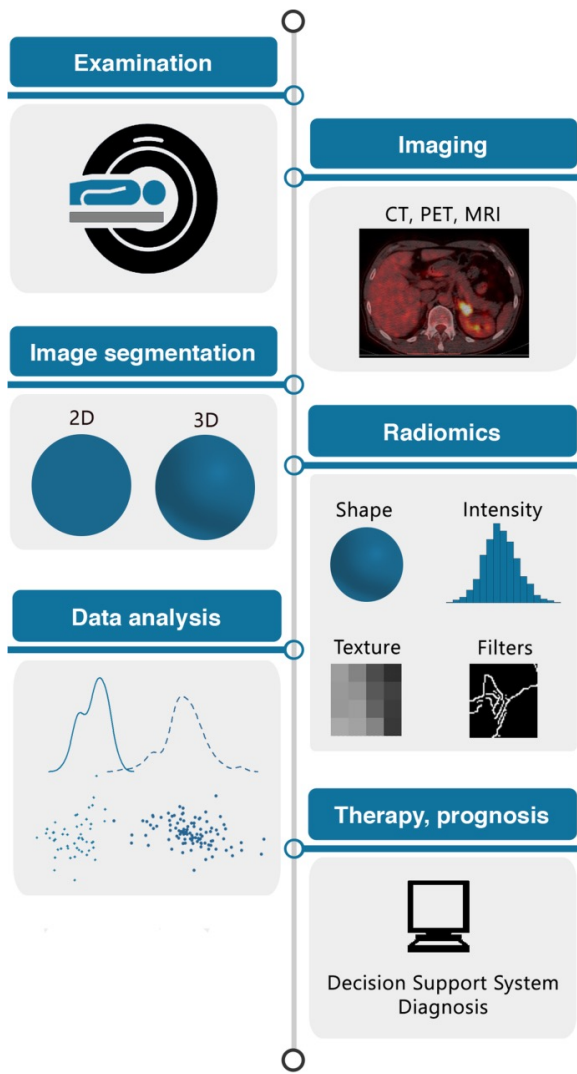 Examination
Imaging
CT, PET, MRI
Image segmentation
2D 3D
Radiomics
Shape Intensity
Texture Filters
Data analysis
Therapy, prognosis
Decision Support System
Diagnosis